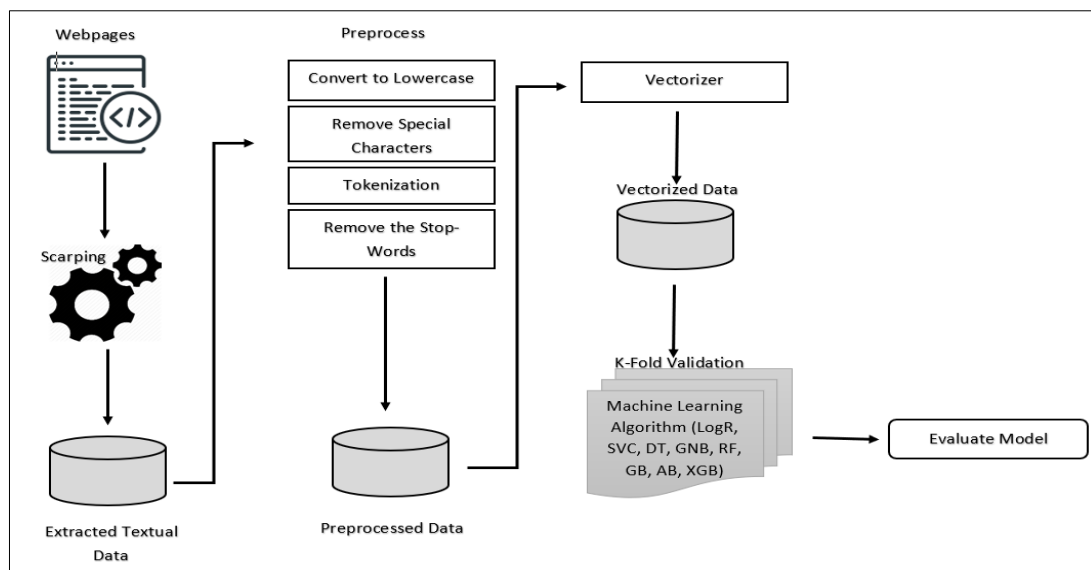 Webpages
</>
Scarping
Extracted Textual
Data
Preprocess
Convert to Lowercase
Remove Special
Characters
Tokenization
Remove the Stop-
Words
Preprocessed Data
Vectorizer
Vectorized Data
K-Fold Validation
Machine Learning
Algorithm (LogR,
SVC, DT, GNB, RF,
GB, AB, XGB)
Evaluate Model